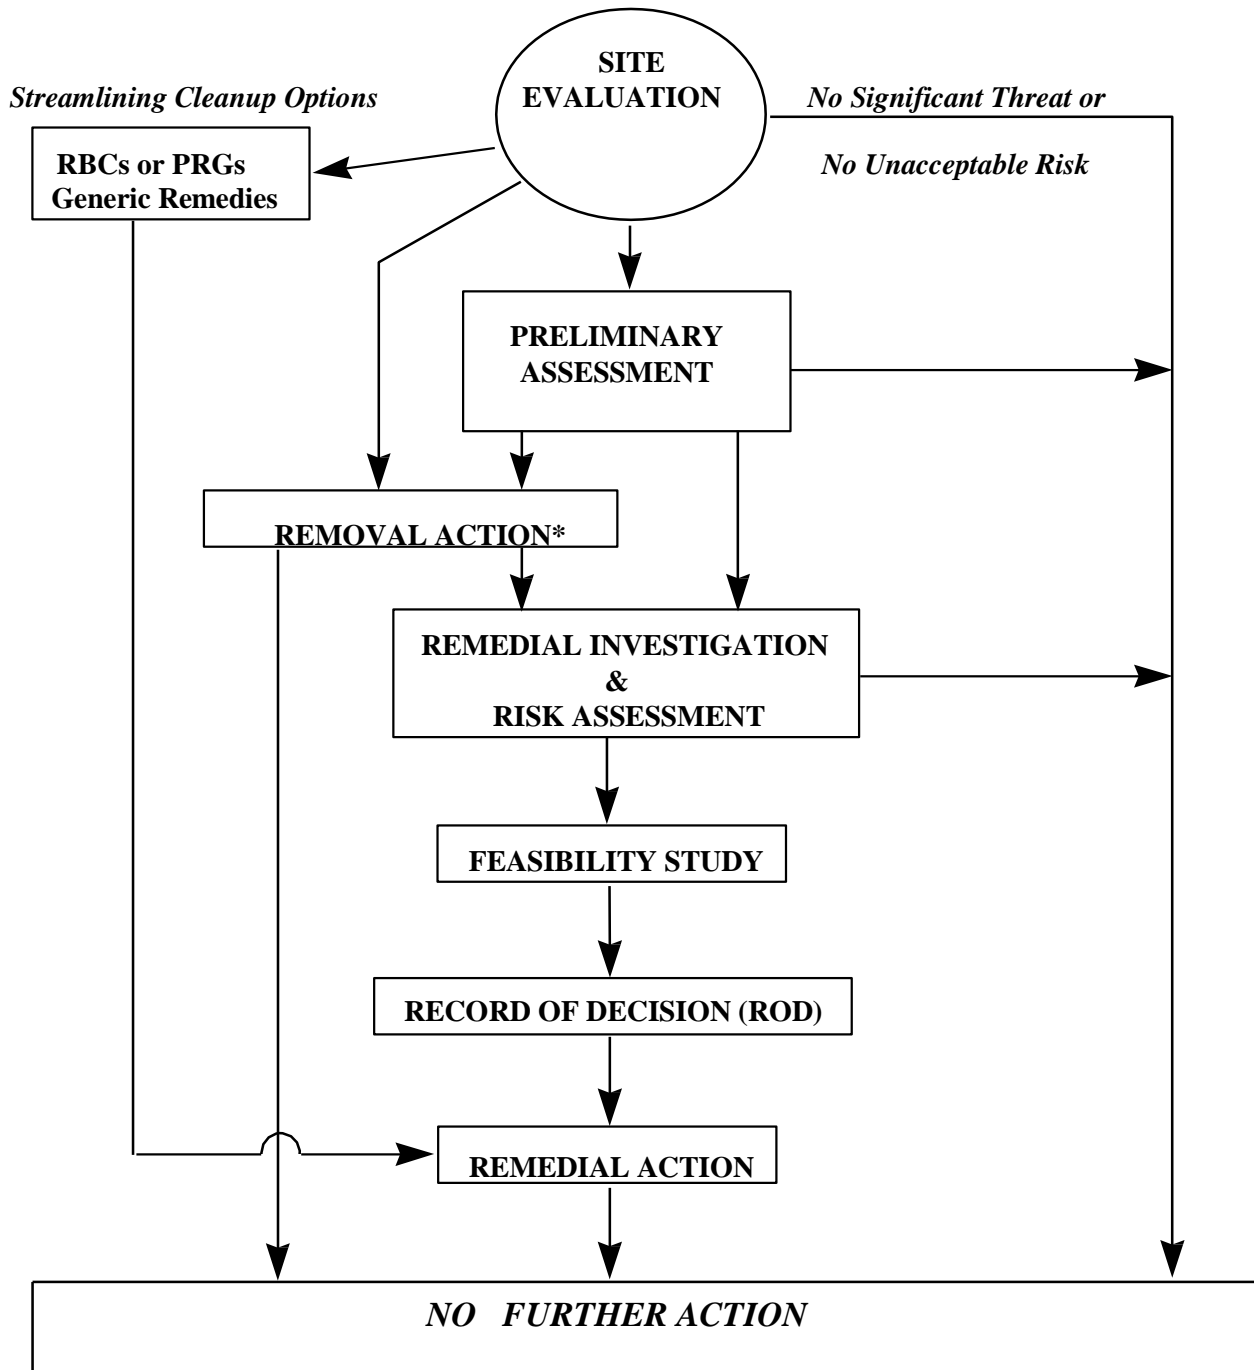 SITE
EVALUATION
Streamlining Cleanup Options
No Significant Threat or
No Unacceptable Risk
RBCs or PRGs
Generic Remedies
PRELIMINARY
ASSESSMENT
REMOVAL ACTION*
REMEDIAL INVESTIGATION
&
RISK ASSESSMENT
FEASIBILITY STUDY
RECORD OF DECISION (ROD)
REMEDIAL ACTION
NO FURTHER ACTION